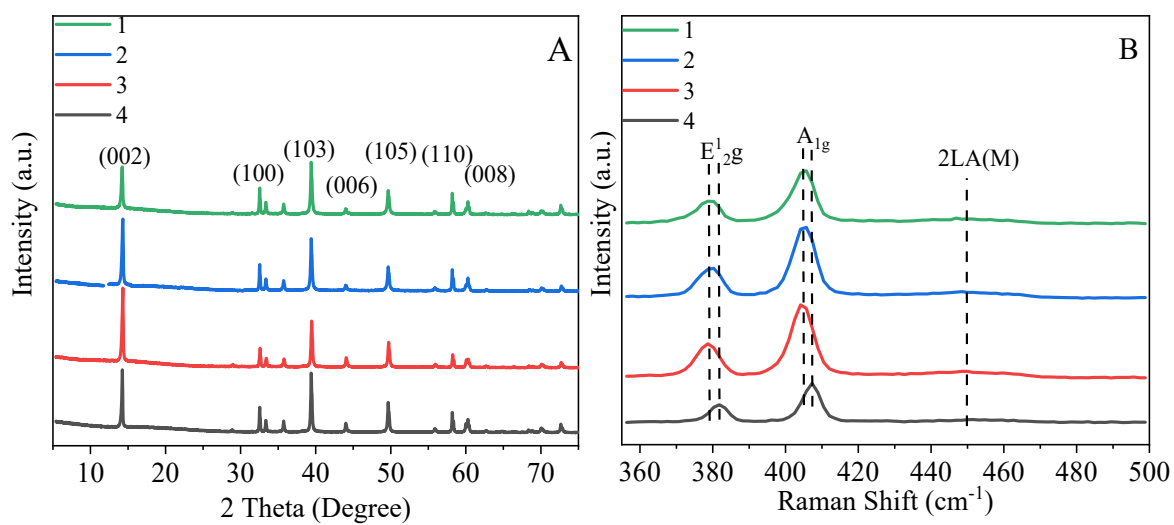 1
2
3
4
A
(002)
(100)
(103)
(006)
(105)
(110)
(008)
Intensity (a.u.)
10 20 30 40 50 60 70
2 Theta (Degree)
1
2
3
4
B
E¹₂g
A₁g
2LA(M)
Intensity (a.u.)
360 380 400 420 440 460 480 500
Raman Shift (cm⁻¹)